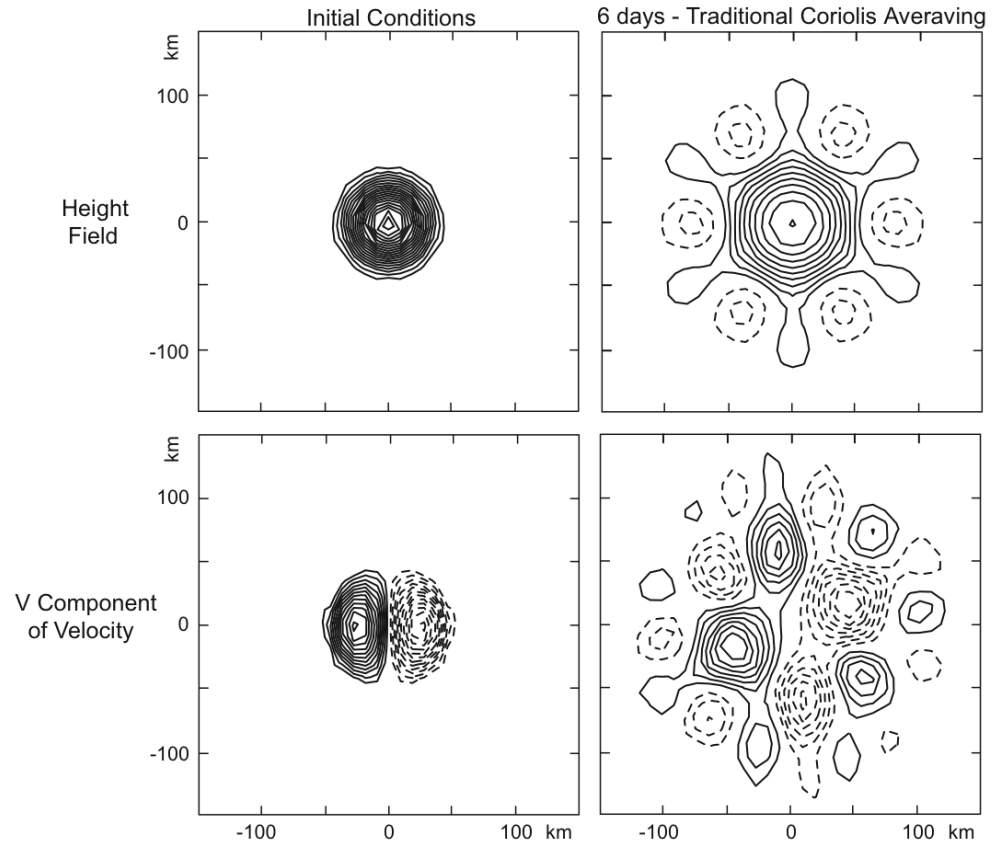 Initial Conditions
6 days - Traditional Coriolis Averaving
km
100
0
-100
Height
Field
km
100
0
-100
V Component
of Velocity
-100 0 100 km
-100 0 100 km